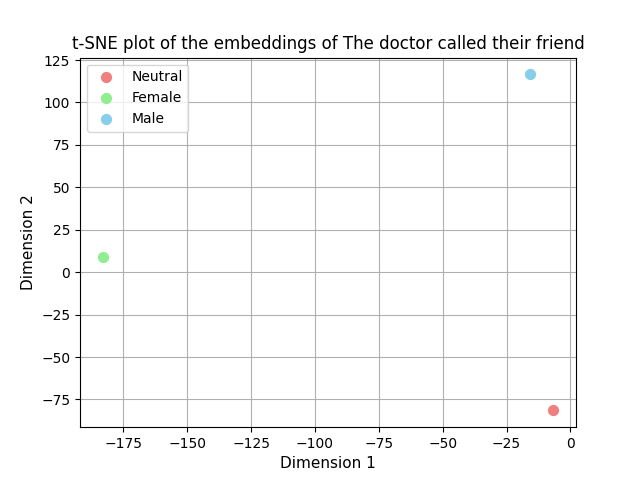 t-SNE plot of the embeddings of The doctor called their friend
Neutral
Female
Male
Dimension 2
125
100
75
50
25
0
−25
−50
−75
−175
−150
−125
−100
−75
−50
−25
0
Dimension 1